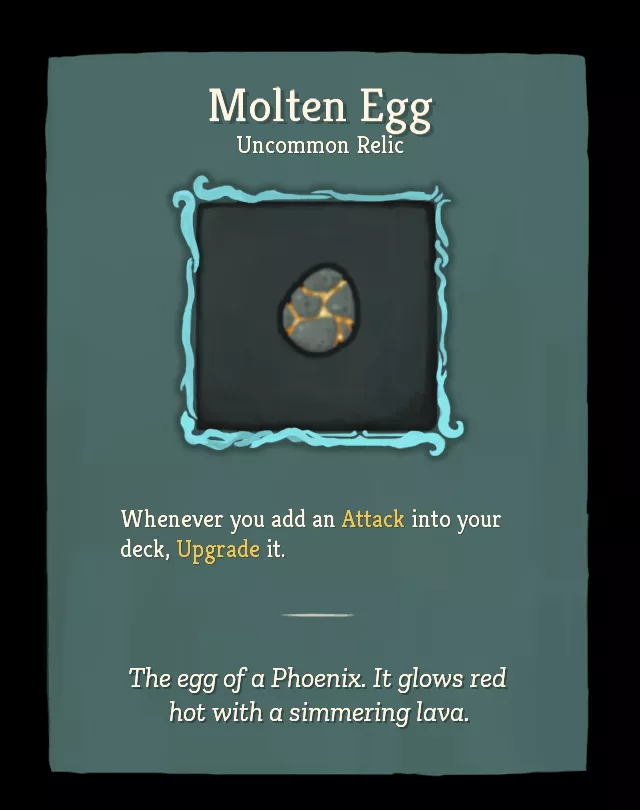 Molten Egg
Uncommon Relic
Whenever you add an Attack into your
deck, Upgrade it.
The egg of a Phoenix. It glows red
hot with a simmering lava.